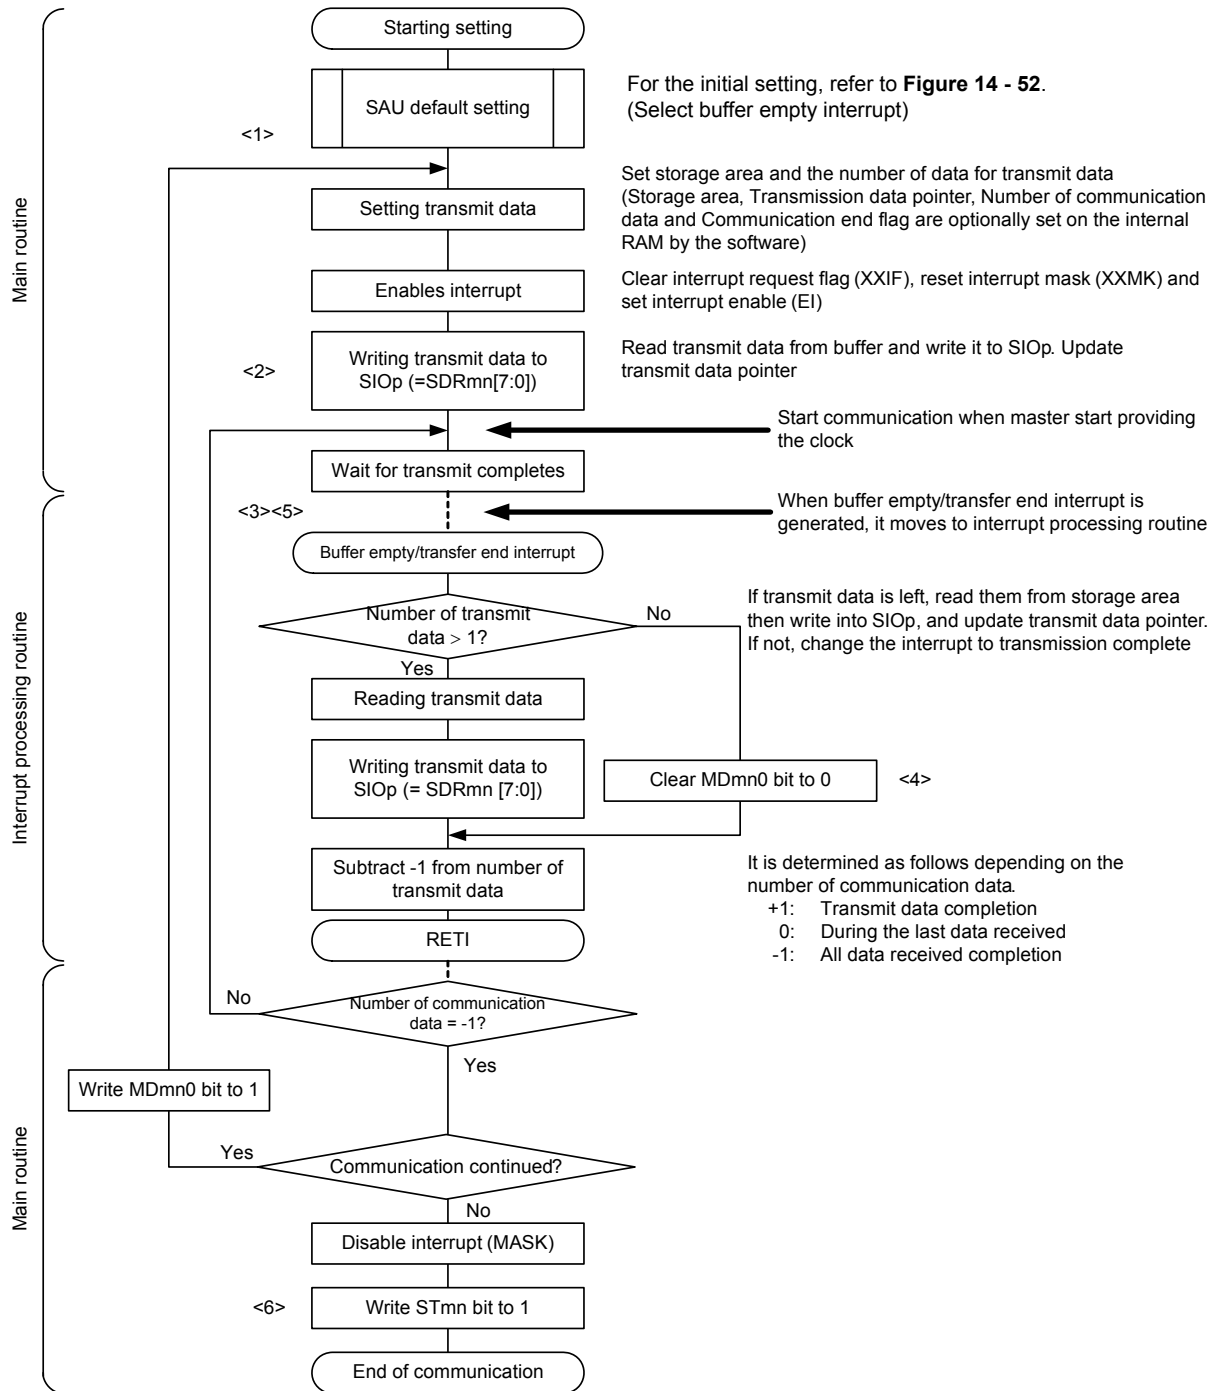 Starting setting
SAU default setting
For the initial setting, refer to Figure 14 - 52.
(Select buffer empty interrupt)
<1>
Setting transmit data
Set storage area and the number of data for transmit data
(Storage area, Transmission data pointer, Number of communication
data and Communication end flag are optionally set on the internal
RAM by the software)
Main routine
Enables interrupt
Clear interrupt request flag (XXIF), reset interrupt mask (XXMK) and
set interrupt enable (EI)
<2>
Writing transmit data to
SIOp (=SDRmn[7:0])
Read transmit data from buffer and write it to SIOp. Update
transmit data pointer
Start communication when master start providing
the clock
Wait for transmit completes
<3><5>
When buffer empty/transfer end interrupt is
generated, it moves to interrupt processing routine
Buffer empty/transfer end interrupt
Number of transmit
data > 1?
No
Yes
If transmit data is left, read them from storage area
then write into SIOp, and update transmit data pointer.
If not, change the interrupt to transmission complete
Interrupt processing routine
Reading transmit data
Writing transmit data to
SIOp (= SDRmn [7:0])
Clear MDmn0 bit to 0
<4>
Subtract -1 from number of
transmit data
It is determined as follows depending on the
number of communication data.
+1: Transmit data completion
0: During the last data received
-1: All data received completion
RETI
No
Number of communication
data = -1?
Yes
Write MDmn0 bit to 1
Main routine
Yes
Communication continued?
No
Disable interrupt (MASK)
<6>
Write STmn bit to 1
End of communication